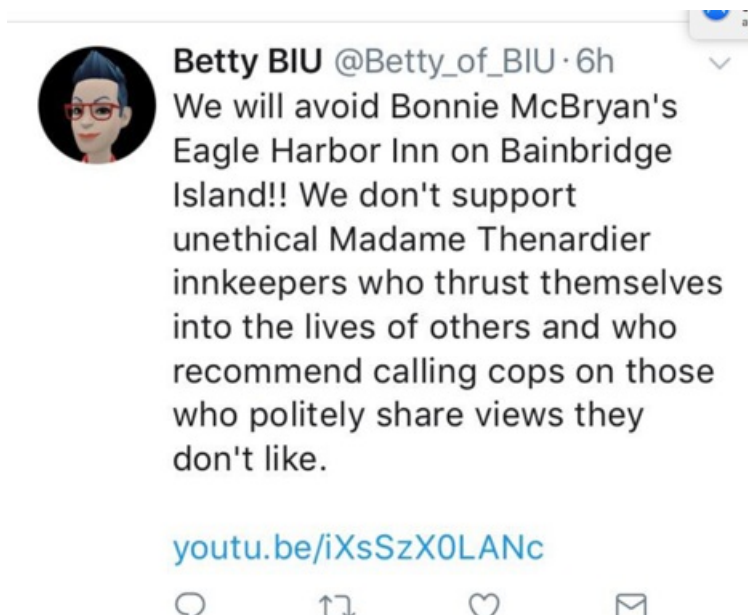 Betty BIU @Betty_of_BIU · 6h
We will avoid Bonnie McBryan's
Eagle Harbor Inn on Bainbridge
Island!! We don't support
unethical Madame Thenardier
innkeepers who thrust themselves
into the lives of others and who
recommend calling cops on those
who politely share views they
don't like.
youtu.be/iXsSzX0LANc